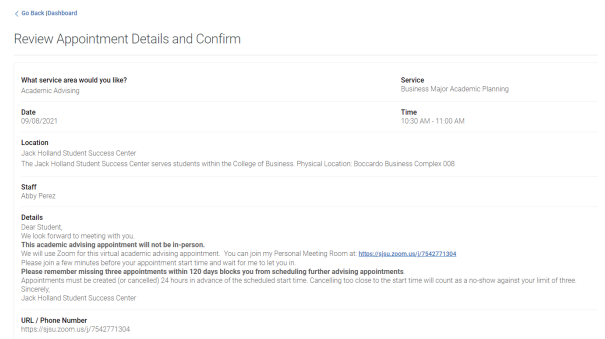 < Go Back |Dashboard
Review Appointment Details and Confirm
What service area would you like?
Academic Advising
Service
Business Major Academic Planning
Date
09/08/2021
Time
10:30 AM - 11:00 AM
Location
Jack Holland Student Success Center
The Jack Holland Student Success Center serves students within the College of Business. Physical Location: Boccardo Business Complex 008
Staff
Abby Perez
Details
Dear Student,
We look forward to meeting with you.
This academic advising appointment will not be in-person.
We will use Zoom for this virtual academic advising appointment. You can join my Personal Meeting Room at: https://sjsu.zoom.us/j/7542771304
Please join a few minutes before your appointment start time and wait for me to let you in.
Please remember missing three appointments within 120 days blocks you from scheduling further advising appointments.
Appointments must be created (or cancelled) 24 hours in advance of the scheduled start time. Cancelling too close to the start time will count as a no-show against your limit of three.
Sincerely,
Jack Holland Student Success Center
URL / Phone Number
https://sjsu.zoom.us/j/7542771304